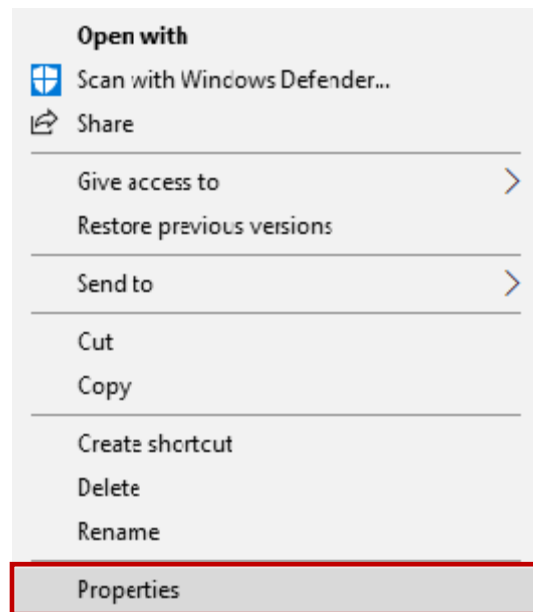 Open with
Scan with Windows Defender...
Share
Give access to
Restore previous versions
Send to
Cut
Copy
Create shortcut
Delete
Rename
Properties